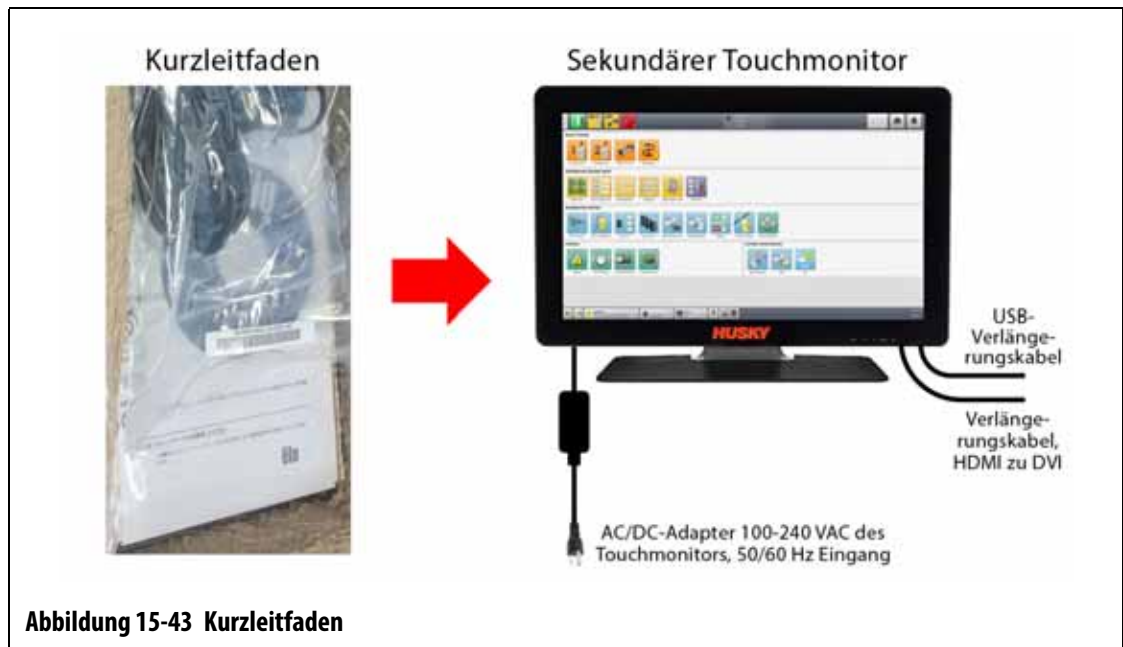 Kurzleitfaden
Sekundärer Touchmonitor
HUSKY
USB-
Verlänge-
rungskabel
Verlänge-
rungskabel,
HDMI zu DVI
AC/DC-Adapter 100-240 VAC des
Touchmonitors, 50/60 Hz Eingang
Abbildung 15-43 Kurzleitfaden